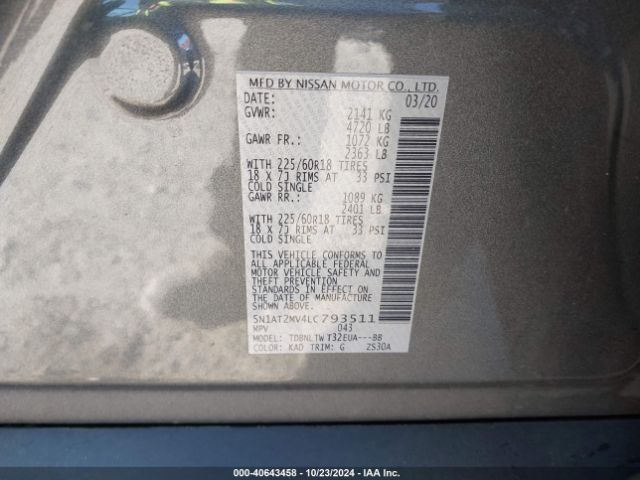 MFD BY NISSAN MOTOR CO., LTD.
DATE: 03/20
GVWR: 2141 KG
4720 LB
GAWR FR.: 1072 KG
2363 LB
WITH 225/60R18 TIRES
18 X 7J RIMS AT 33 PSI
COLD SINGLE
GAWR RR.: 1089 KG
2401 LB
WITH 225/60R18 TIRES
18 X 7J RIMS AT 33 PSI
COLD SINGLE
THIS VEHICLE CONFORMS TO
ALL APPLICABLE FEDERAL
MOTOR VEHICLE SAFETY AND
THEFT PREVENTION
STANDARDS IN EFFECT ON
THE DATE OF MANUFACTURE
SHOWN ABOVE.
5N1AT2MV4LC793511
MPV 043
MODEL: TDBNLTWT32EUA---BB
COLOR: KAD TRIM: G ZS30A
000-40643458 - 10/23/2024 - IAA Inc.